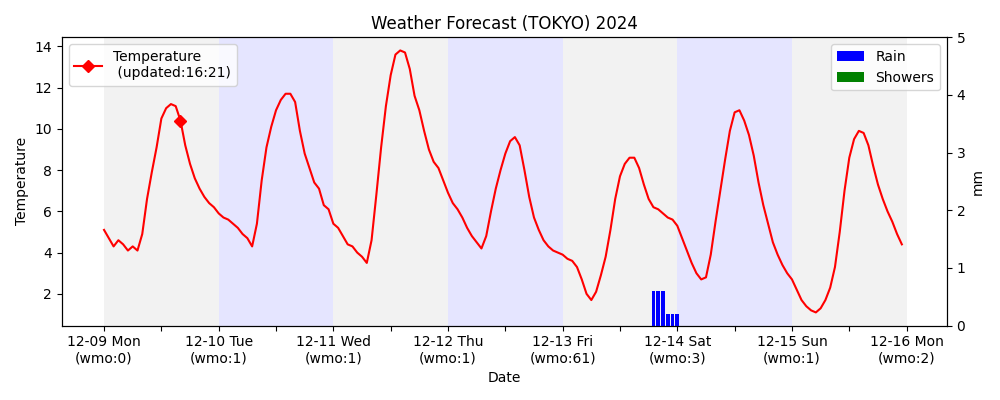 Weather Forecast (TOKYO) 2024
Temperature
(updated:16:21)
Rain
Showers
Temperature
14
12
10
8
6
4
2
5
4
3
2
1
0
mm
12-09 Mon
(wmo:0)
12-10 Tue
(wmo:1)
12-11 Wed
(wmo:1)
12-12 Thu
(wmo:1)
12-13 Fri
(wmo:61)
12-14 Sat
(wmo:3)
12-15 Sun
(wmo:1)
12-16 Mon
(wmo:2)
Date